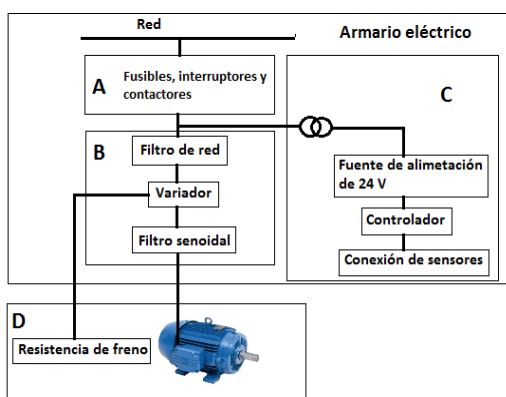 Red
Armario eléctrico
A
Fusibles, interruptores y
contactores
C
B
Filtro de red
Variador
Filtro senoidal
Fuente de alimetación
de 24 V
Controlador
Conexión de sensores
D
Resistencia de freno